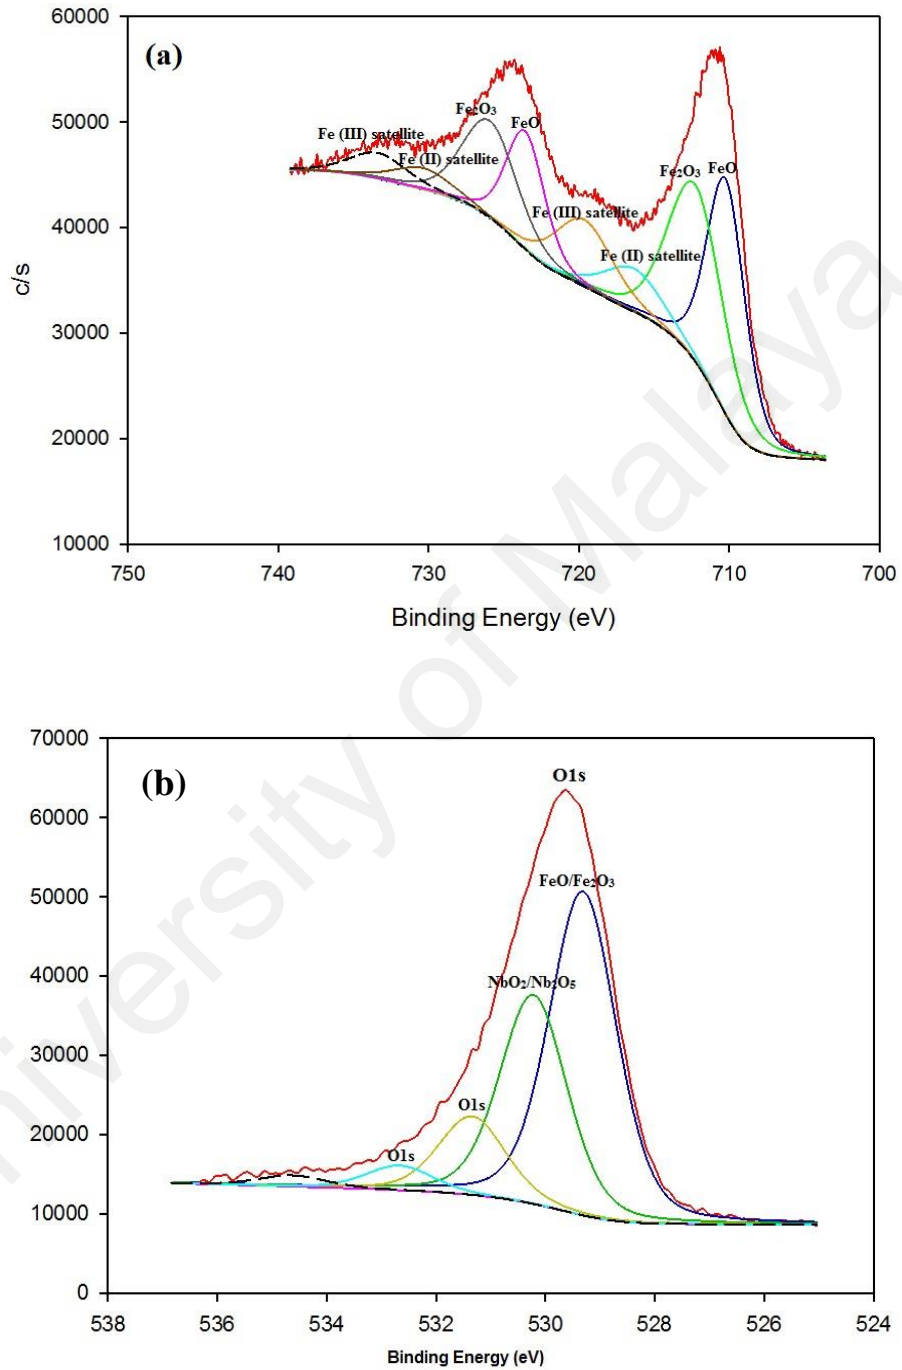 60000
(a)
50000
Fe₂O₃
FeO
Fe (III) satellite
Fe (II) satellite
Fe₂O₃
FeO
40000
Fe (III) satellite
c/s
Fe (II) satellite
30000
20000
10000
750 740 730 720 710 700
Binding Energy (eV)
University of Malaya
70000
(b)
O1s
60000
FeO/Fe₂O₃
50000
NbO₂/Nb₂O₅
40000
30000
O1s
20000
O1s
10000
0
538 536 534 532 530 528 526 524
Binding Energy (eV)